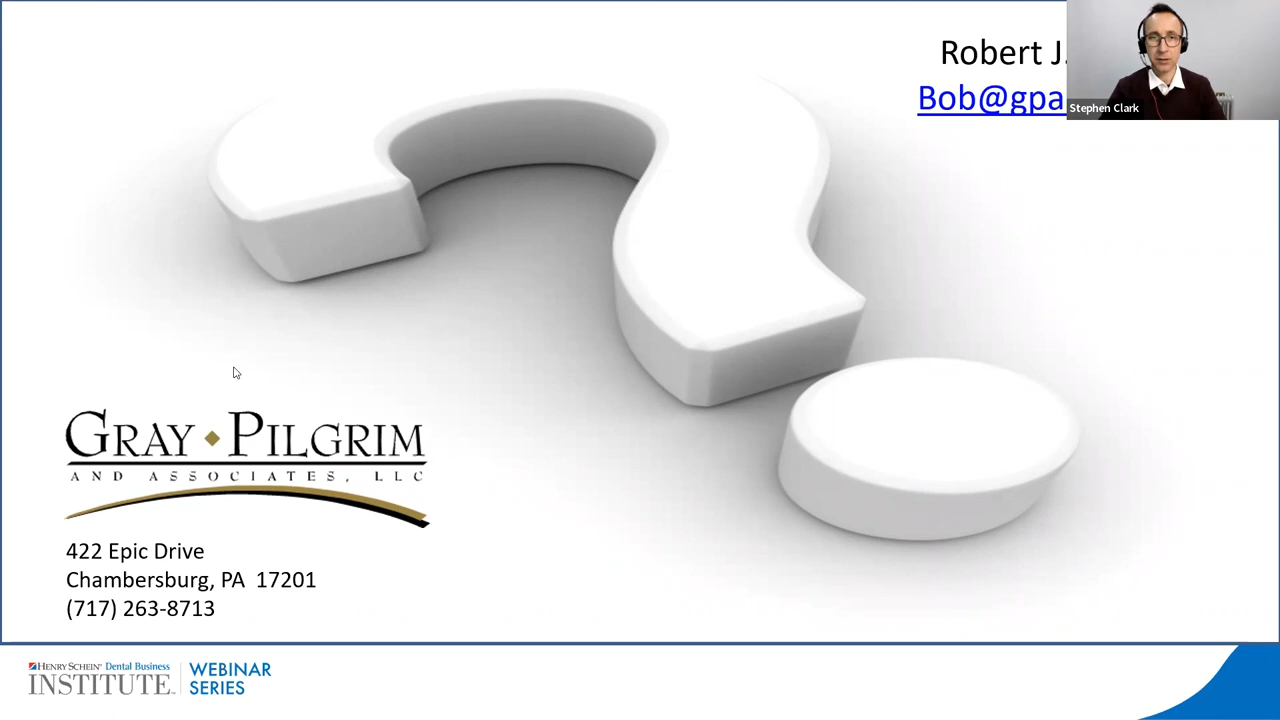 Robert J.
Bob@gpa
Stephen Clark
GRAY PILGRIM
AND ASSOCIATES, LLC
422 Epic Drive
Chambersburg, PA 17201
(717) 263-8713
HENRY SCHEIN® Dental Business
INSTITUTE™
WEBINAR
SERIES